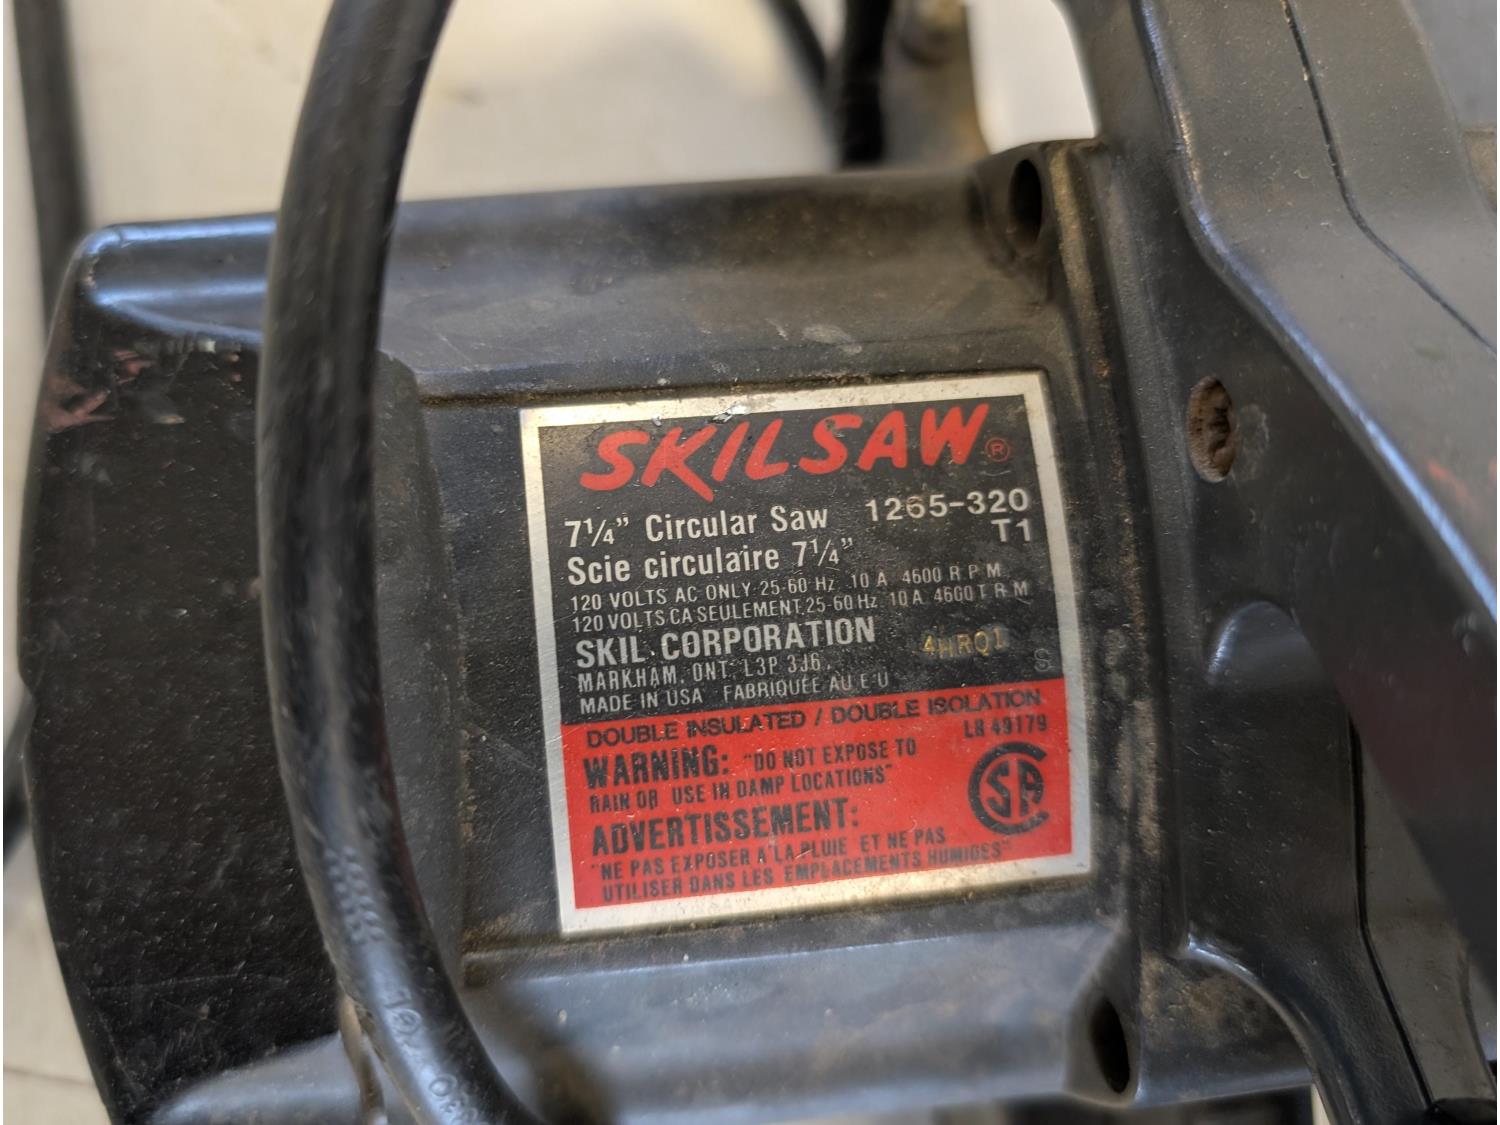 SKILSAW®
7¼" Circular Saw 1265-320
Scie circulaire 7¼" T1
120 VOLTS AC ONLY 25-60 Hz 10 A 4600 R P M
120 VOLTS CA SEULEMENT 25-60 Hz 10 A 4600 T R M
SKIL CORPORATION 4HRQ1
MARKHAM, ONT. L3P 3J6 S
MADE IN USA FABRIQUÉE AU E U
DOUBLE INSULATED / DOUBLE ISOLATION
LR 49179
WARNING: "DO NOT EXPOSE TO
RAIN OR USE IN DAMP LOCATIONS"
CSA
ADVERTISSEMENT:
"NE PAS EXPOSER A LA PLUIE ET NE PAS
UTILISER DANS LES EMPLACEMENTS HUMIDES"